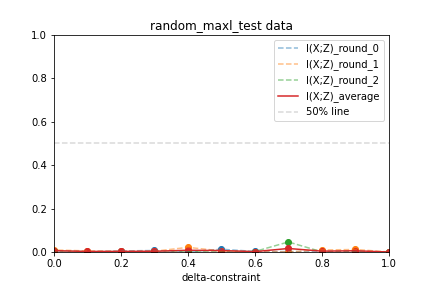 random_maxl_test data
1.0
0.8
0.6
0.4
0.2
0.0
0.0 0.2 0.4 0.6 0.8 1.0
delta-constraint
I(X;Z)_round_0
I(X;Z)_round_1
I(X;Z)_round_2
I(X;Z)_average
50% line